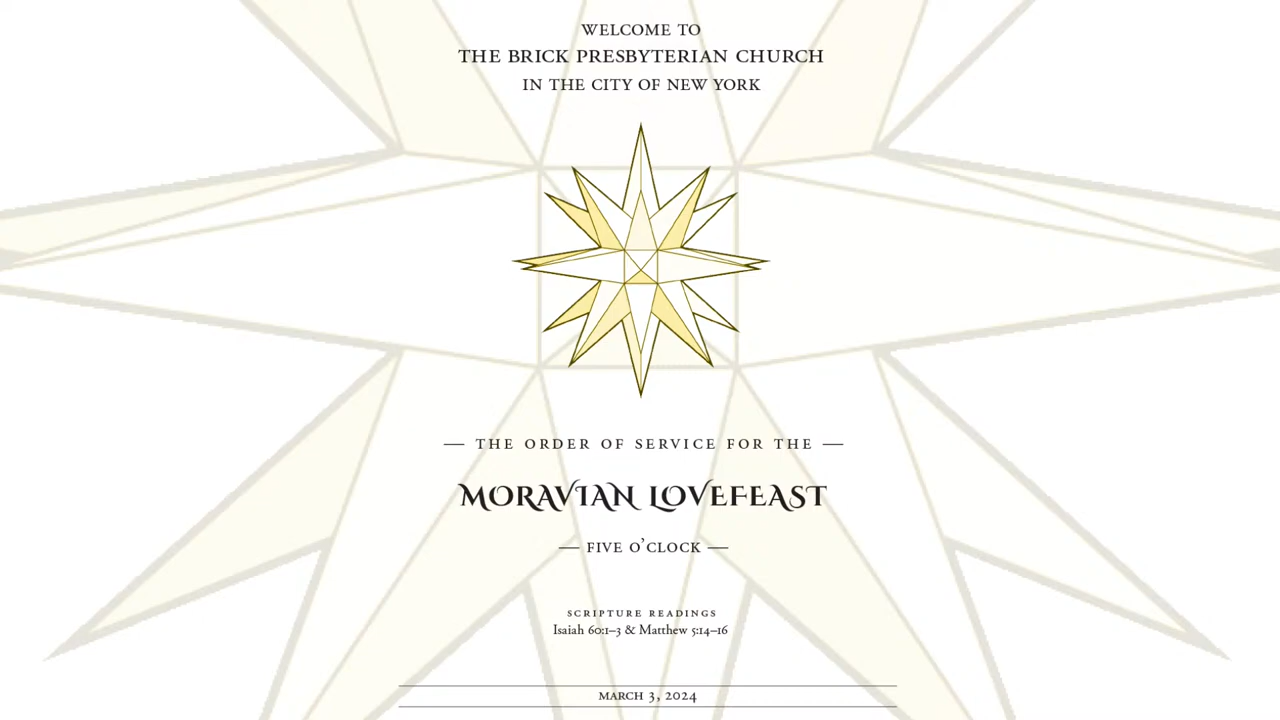 WELCOME TO
THE BRICK PRESBYTERIAN CHURCH
IN THE CITY OF NEW YORK
— THE ORDER OF SERVICE FOR THE —
MORAVIAN LOVEFEAST
— FIVE O’CLOCK —
SCRIPTURE READINGS
Isaiah 60:1–3 & Matthew 5:14–16
MARCH 3, 2024